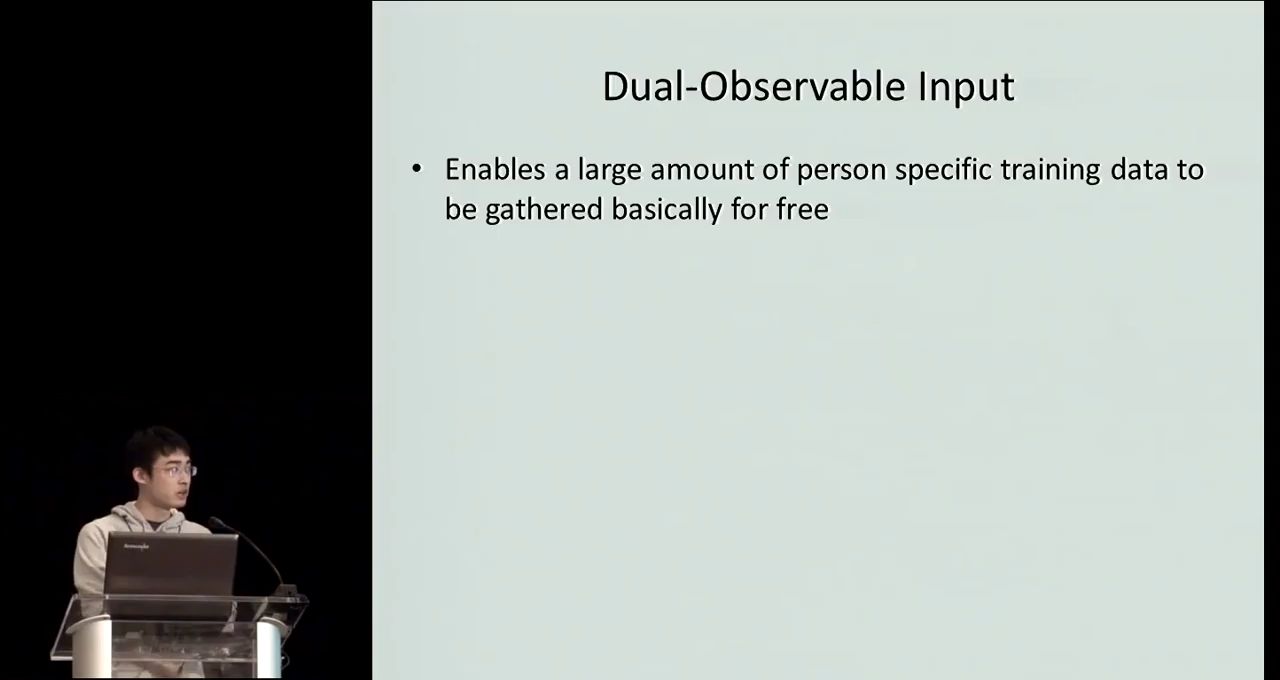 Dual-Observable Input
• Enables a large amount of person specific training data to
be gathered basically for free